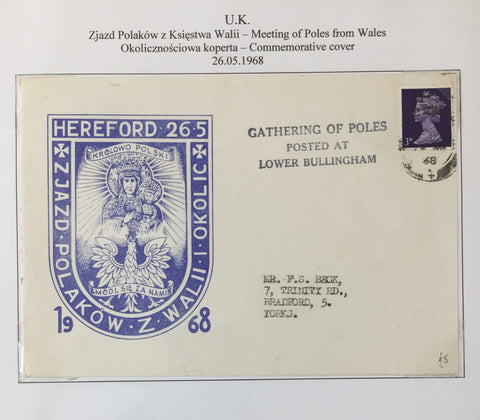 U.K.
Zjazd Polaków z Księstwa Walii – Meeting of Poles from Wales
Okolicznościowa koperta – Commemorative cover
26.05.1968
HEREFORD · 26·5
ZJAZD · POLAKÓW · Z · WALII · I · OKOLIC
KRÓLOWO POLSKI
MÓDL SIĘ ZA NAMI
1968
GATHERING OF POLES
POSTED AT
LOWER BULLINGHAM
68
MR. F.S. BECK,
7, TRINITY RD.,
BRADFORD, 5.
YORKS.